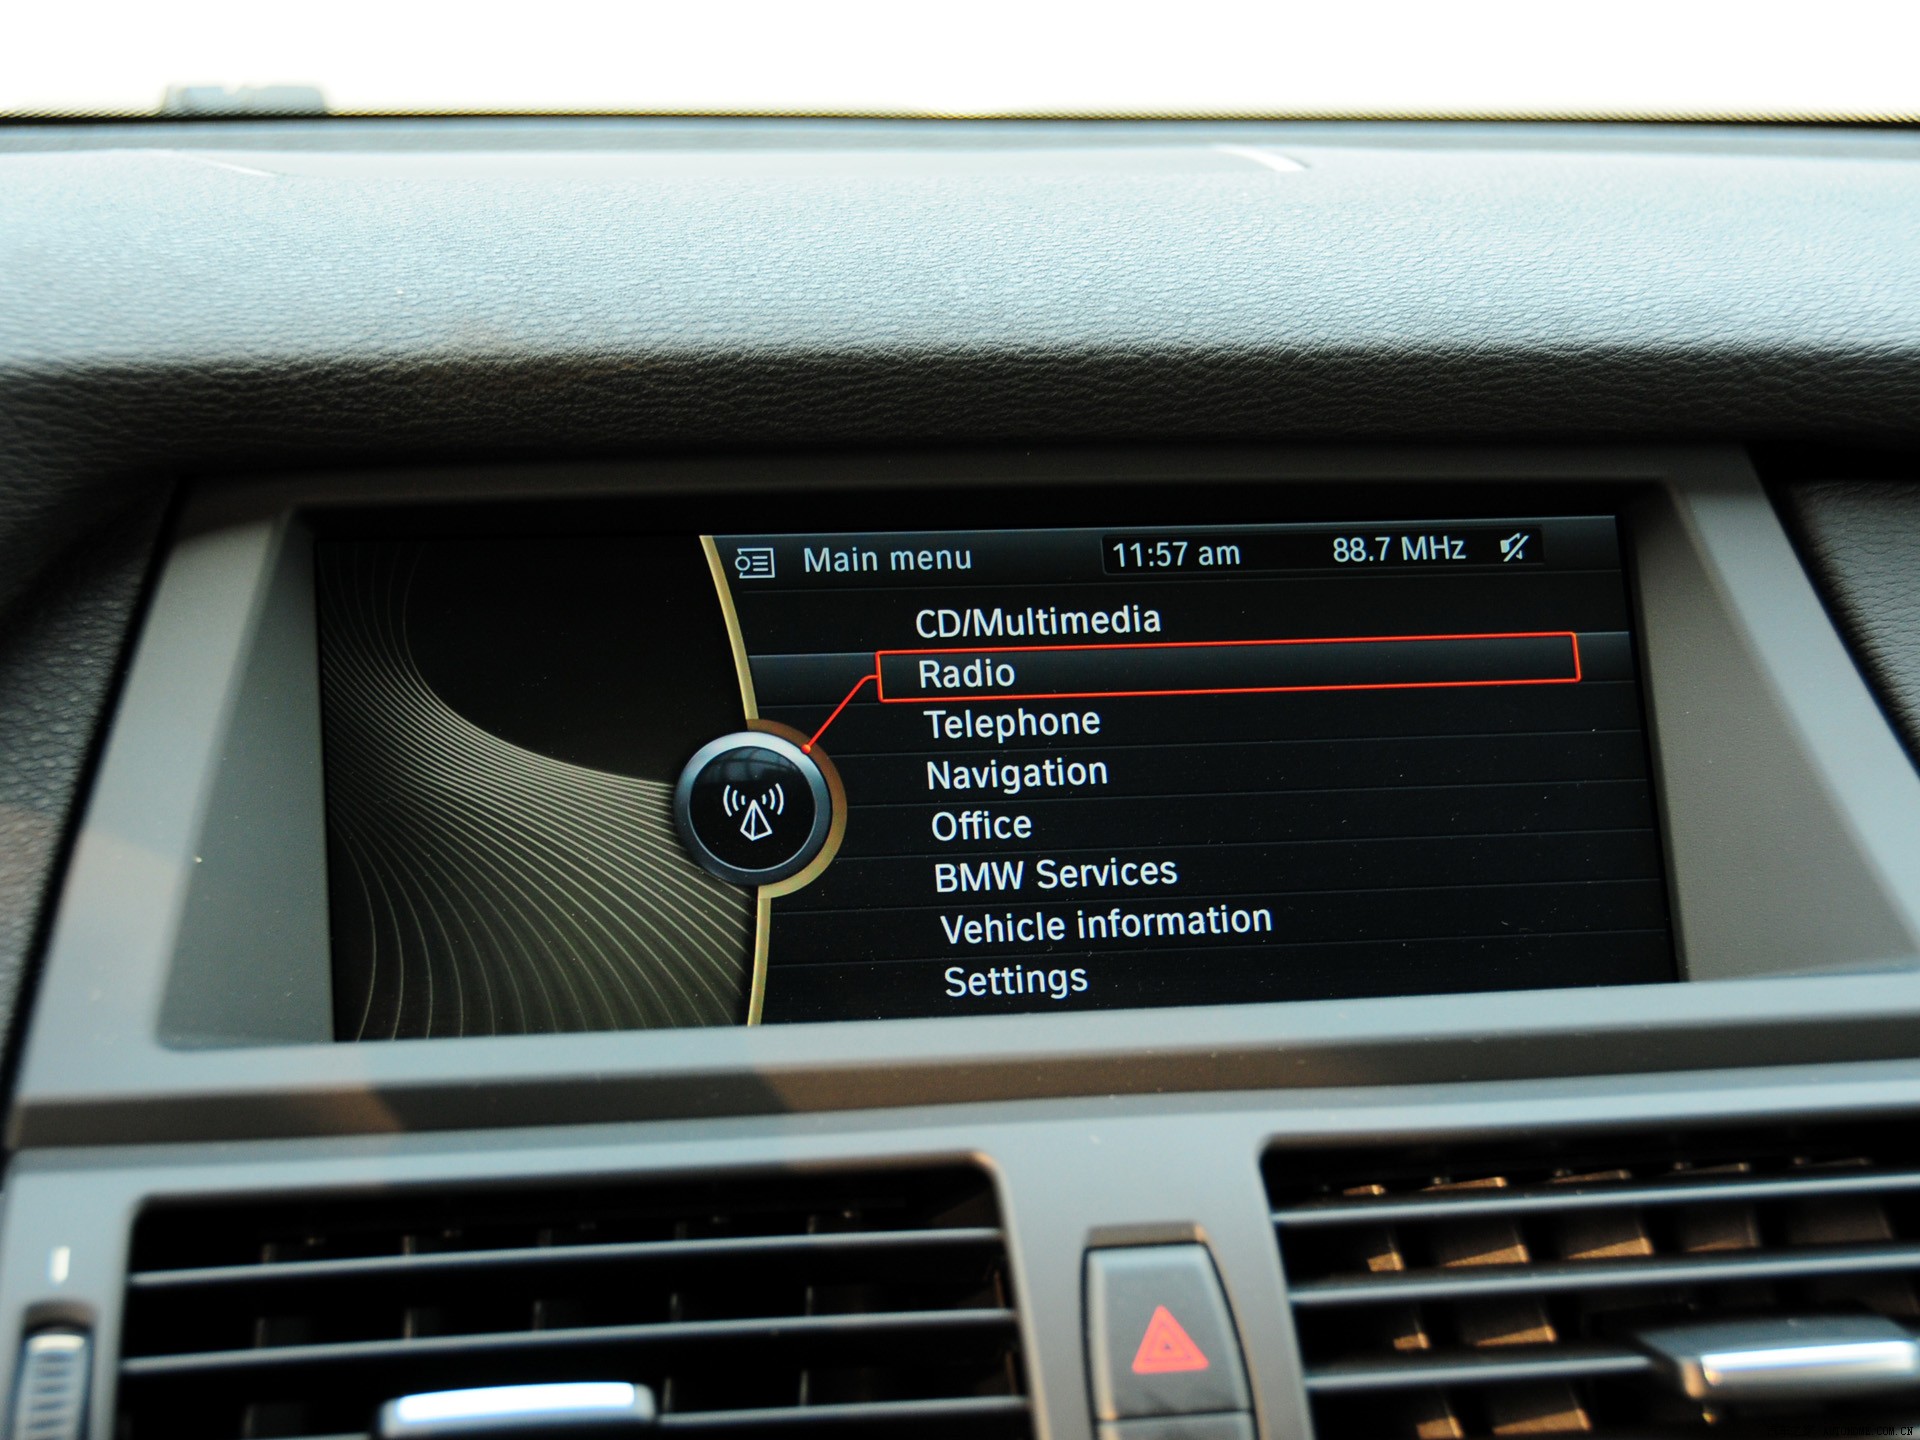 Main menu 11:57 am 88.7 MHz
CD/Multimedia
Radio
Telephone
Navigation
Office
BMW Services
Vehicle information
Settings